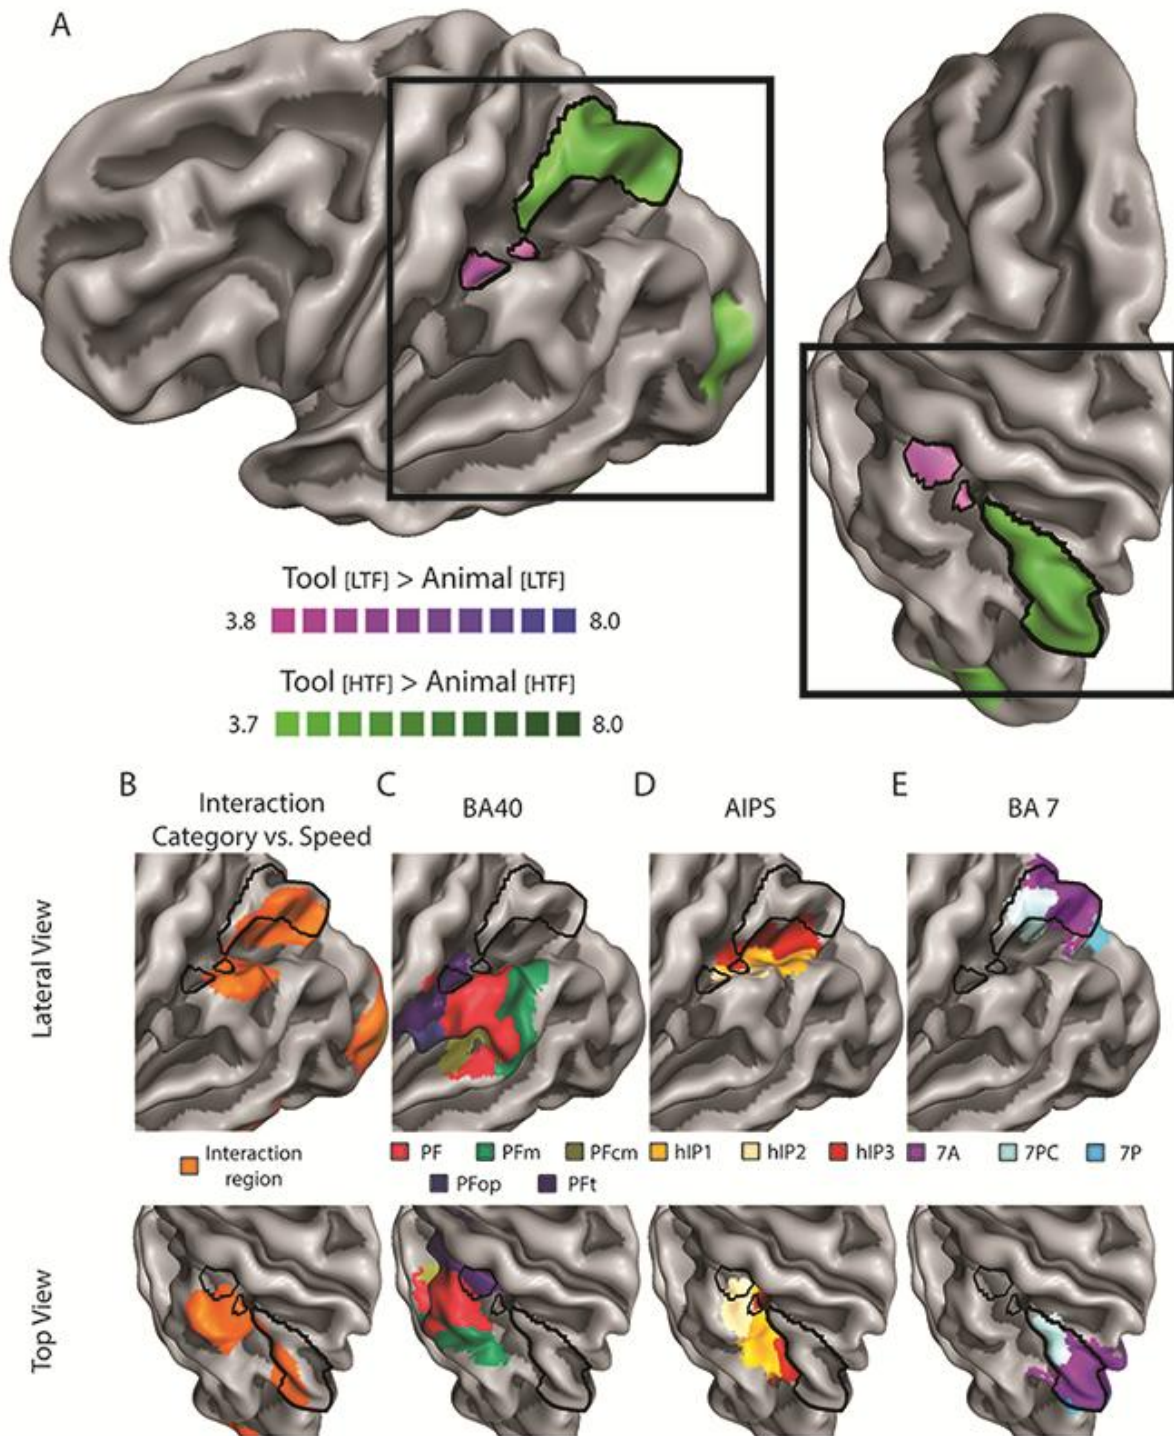 A
Tool [LTF] > Animal [LTF]
3.8 8.0
Tool [HTF] > Animal [HTF]
3.7 8.0
B C D E
Interaction
Category vs. Speed
BA40 AIPS BA 7
Lateral View
PF PFm PFcm hIP1 hIP2 hIP3 7A 7PC 7P
Interaction
region
PFop PFt
Top View